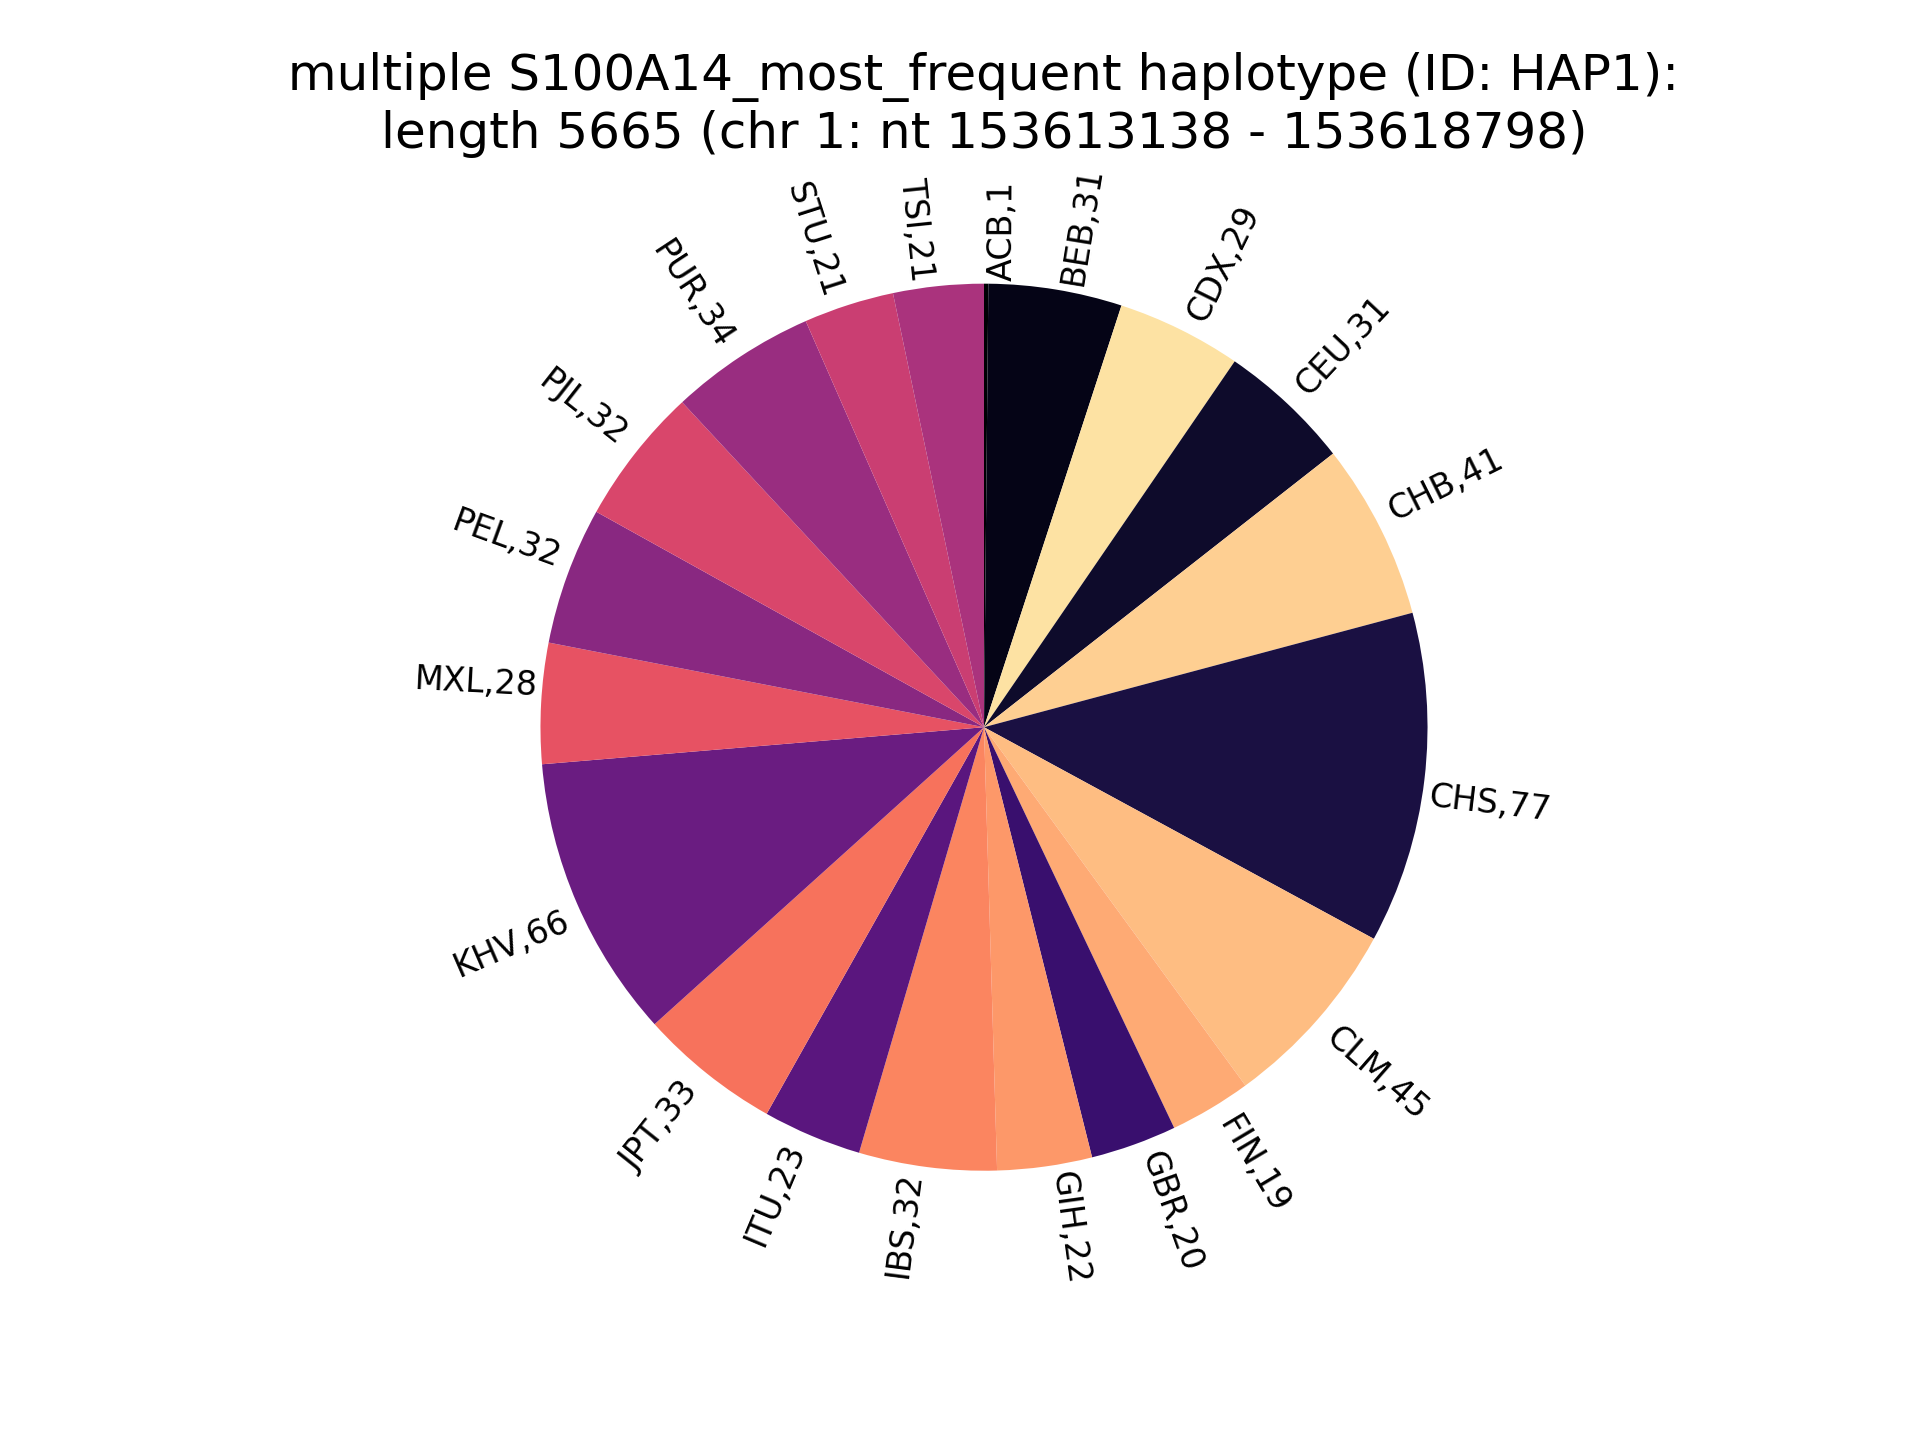 multiple S100A14_most_frequent haplotype (ID: HAP1):
length 5665 (chr 1: nt 153613138 - 153618798)
ACB,1
BEB,31
CDX,29
CEU,31
CHB,41
CHS,77
CLM,45
FIN,19
GBR,20
GIH,22
IBS,32
ITU,23
JPT,33
KHV,66
MXL,28
PEL,32
PJL,32
PUR,34
STU,21
TSI,21